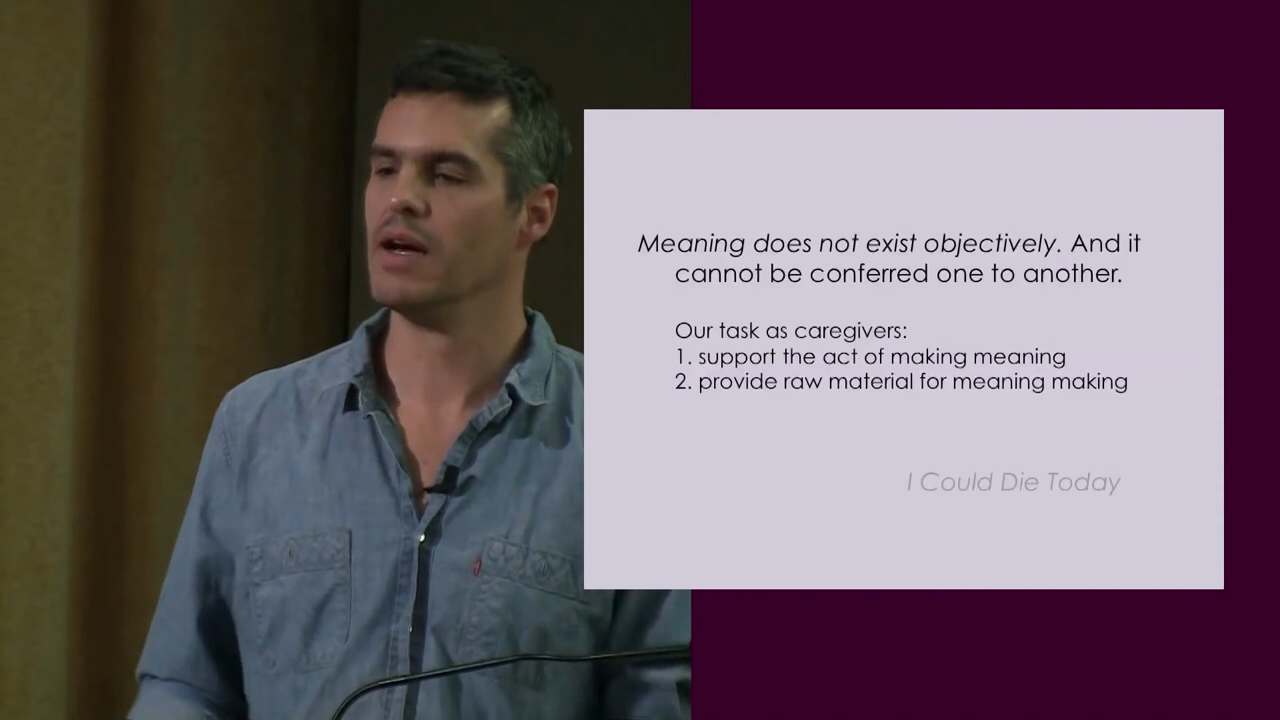 Meaning does not exist objectively. And it
cannot be conferred one to another.
Our task as caregivers:
1. support the act of making meaning
2. provide raw material for meaning making
I Could Die Today